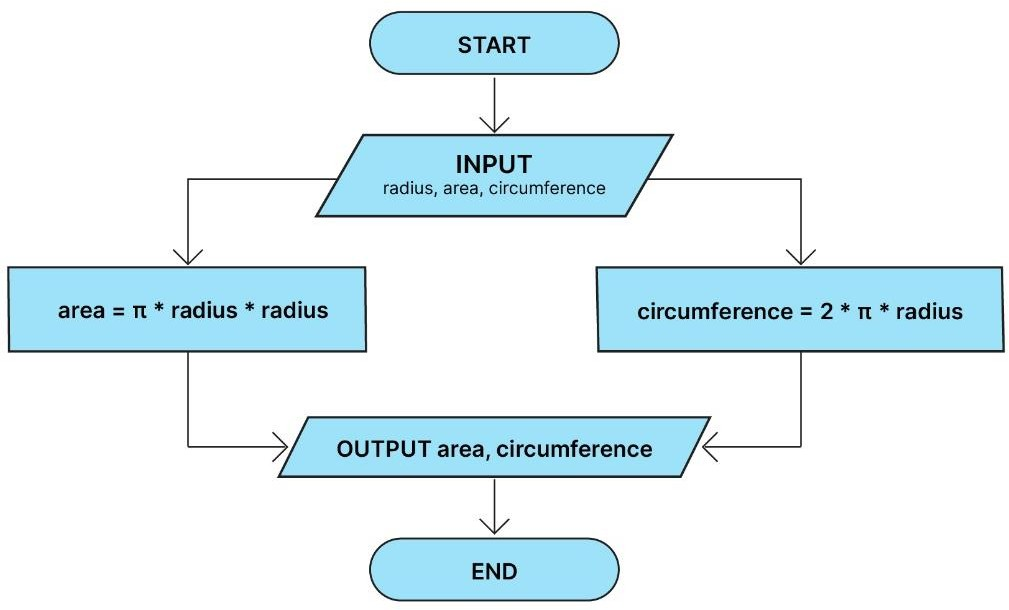 START
INPUT
radius, area, circumference
area = π * radius * radius
circumference = 2 * π * radius
OUTPUT area, circumference
END